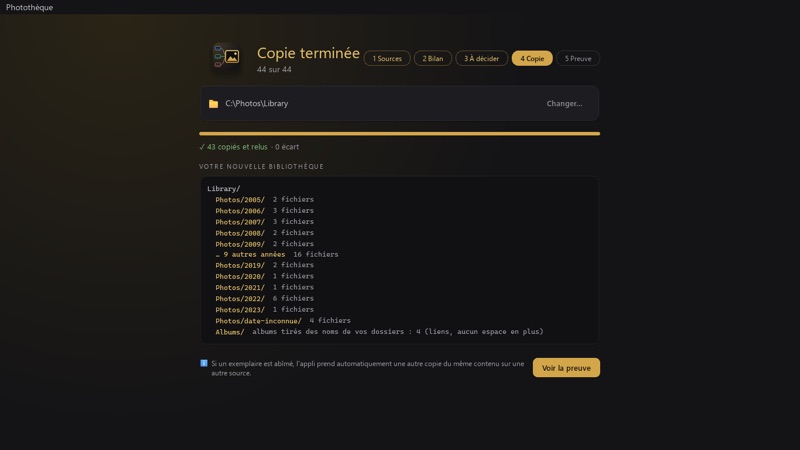 Photothèque
Copie terminée
44 sur 44
1 Sources
2 Bilan
3 À décider
4 Copie
5 Preuve
C:\Photos\Library
Changer...
✓ 43 copiés et relus · 0 écart
VOTRE NOUVELLE BIBLIOTHÈQUE
Library/
Photos/2005/ 2 fichiers
Photos/2006/ 3 fichiers
Photos/2007/ 3 fichiers
Photos/2008/ 2 fichiers
Photos/2009/ 2 fichiers
… 9 autres années 16 fichiers
Photos/2019/ 2 fichiers
Photos/2020/ 1 fichiers
Photos/2021/ 1 fichiers
Photos/2022/ 6 fichiers
Photos/2023/ 1 fichiers
Photos/date-inconnue/ 4 fichiers
Albums/ albums tirés des noms de vos dossiers : 4 (liens, aucun espace en plus)
Si un exemplaire est abîmé, l'appli prend automatiquement une autre copie du même contenu sur une
autre source.
Voir la preuve